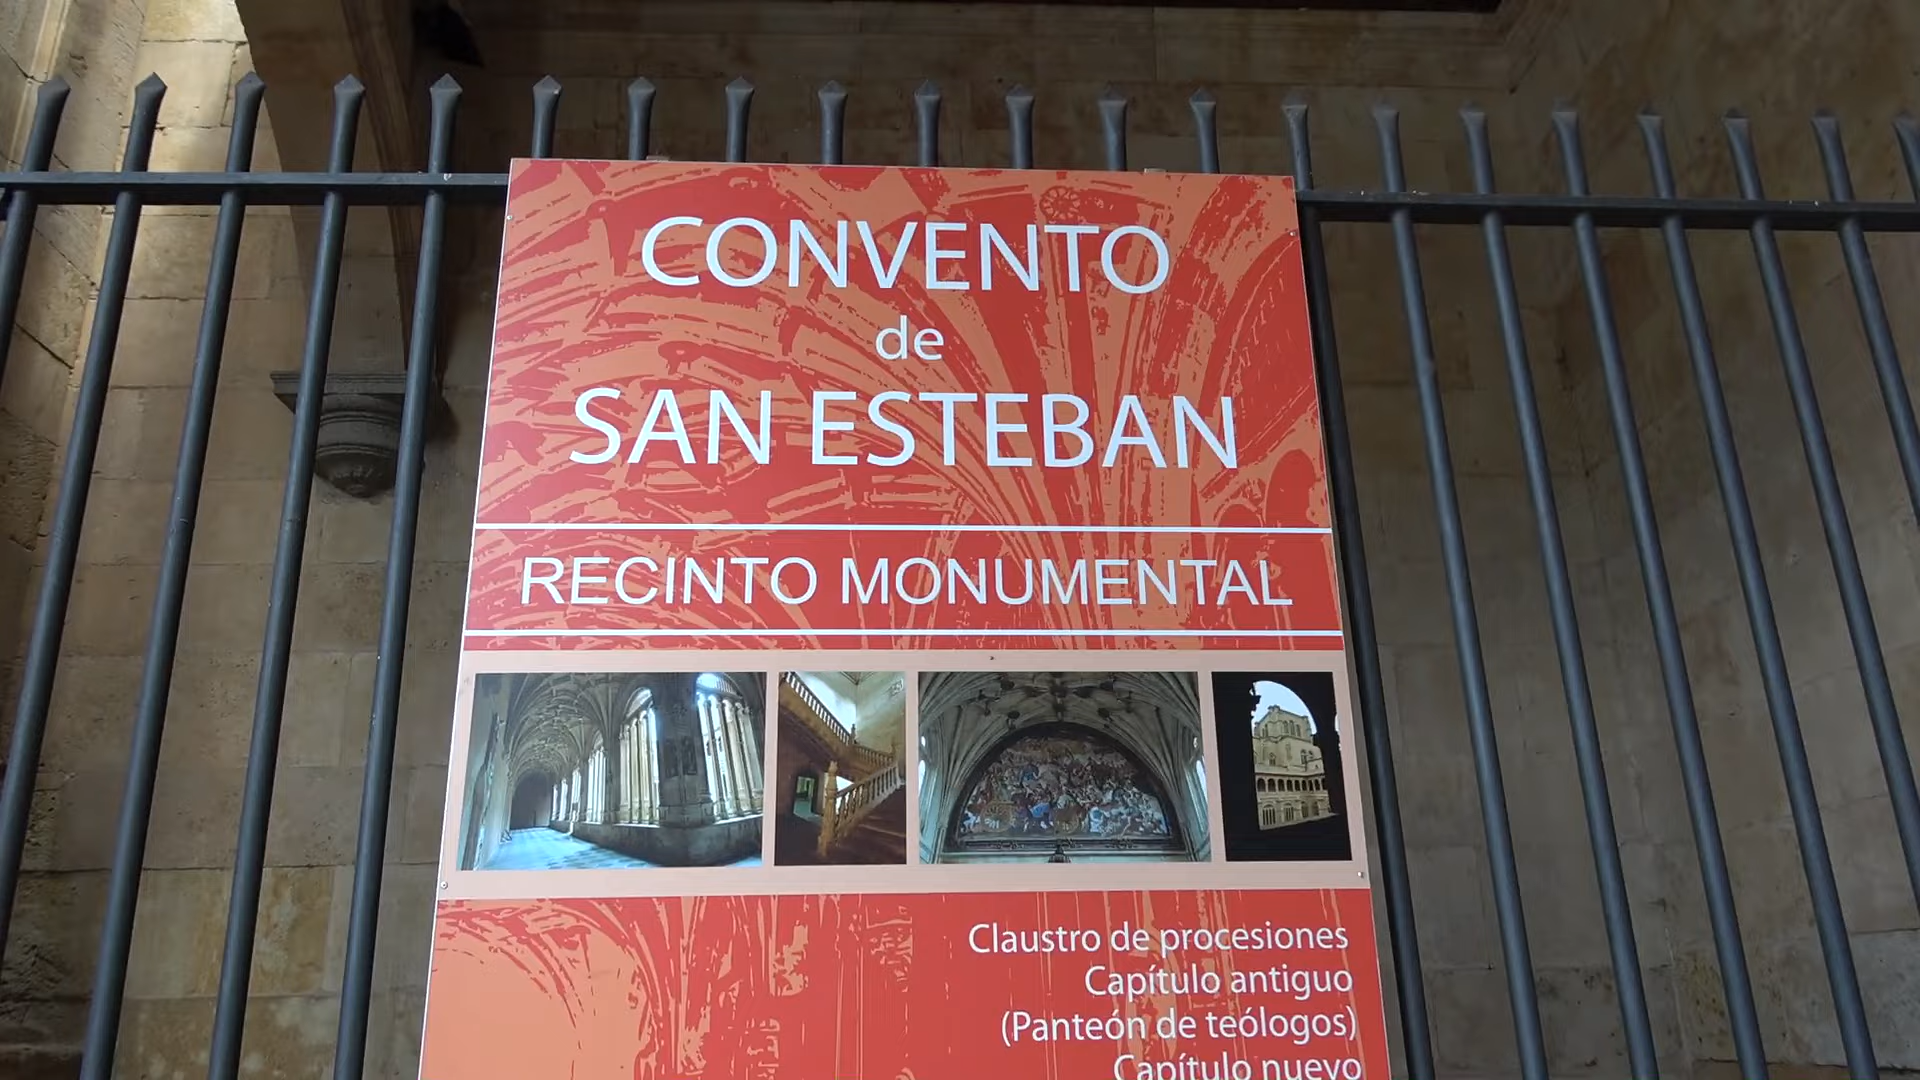 CONVENTO
de
SAN ESTEBAN
RECINTO MONUMENTAL
Claustro de procesiones
Capítulo antiguo
(Panteón de teólogos)
Capítulo nuevo